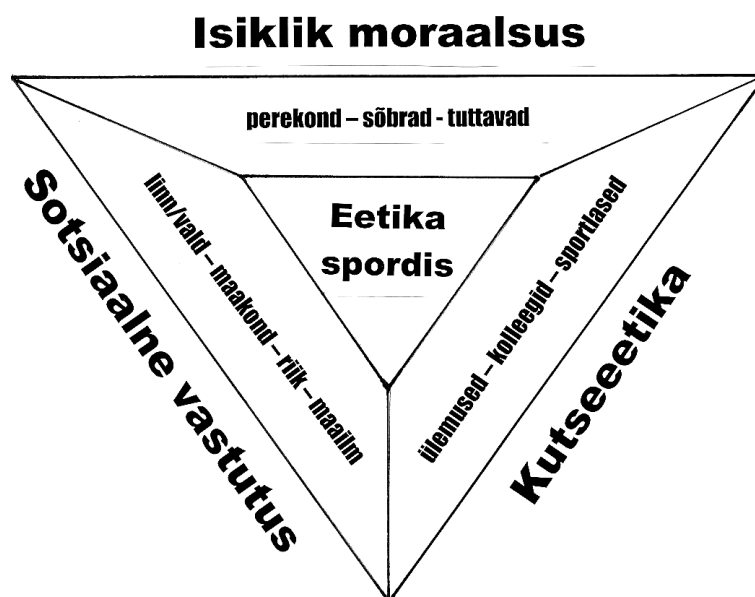 Isiklik moraalsus
perekond – sõbrad - tuttavad
Sotsiaalne vastutus
linn/vald – maakond – riik – maailm
Eetika
spordis
ülemused – kolleegid – sportlased
Kutseeetika